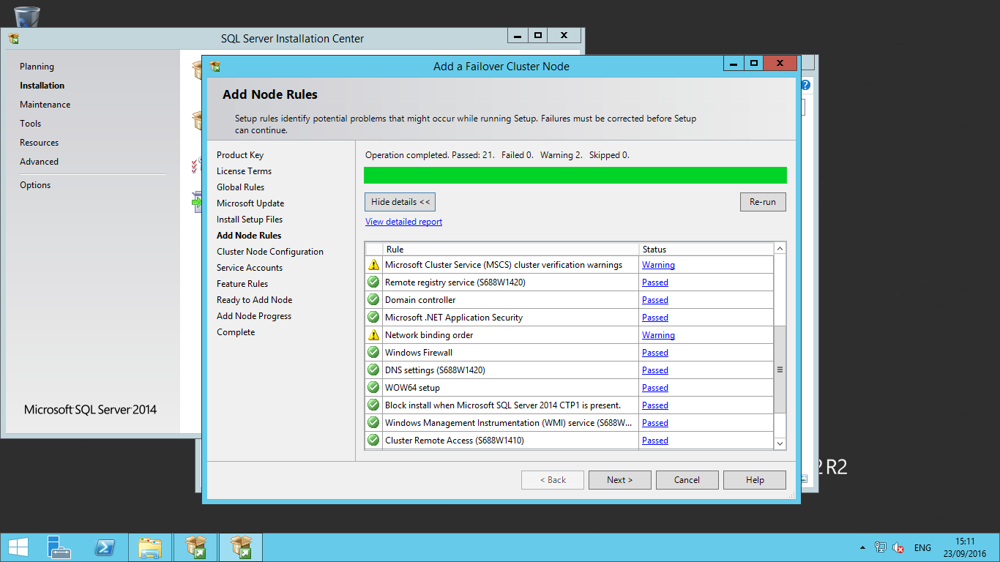 SQL Server Installation Center
Planning
Installation
Maintenance
Tools
Resources
Advanced
Options
Microsoft SQL Server 2014
Add a Failover Cluster Node
Add Node Rules
Setup rules identify potential problems that might occur while running Setup. Failures must be corrected before Setup
can continue.
Product Key
License Terms
Global Rules
Microsoft Update
Install Setup Files
Add Node Rules
Cluster Node Configuration
Service Accounts
Feature Rules
Ready to Add Node
Add Node Progress
Complete
Operation completed. Passed: 21. Failed 0. Warning 2. Skipped 0.
Hide details <<
Re-run
View detailed report
Rule Status
Microsoft Cluster Service (MSCS) cluster verification warnings Warning
Remote registry service (S688W1420) Passed
Domain controller Passed
Microsoft .NET Application Security Passed
Network binding order Warning
Windows Firewall Passed
DNS settings (S688W1420) Passed
WOW64 setup Passed
Block install when Microsoft SQL Server 2014 CTP1 is present. Passed
Windows Management Instrumentation (WMI) service (S688W... Passed
Cluster Remote Access (S688W1410) Passed
< Back
Next >
Cancel
Help
2 R2
ENG
15:11
23/09/2016